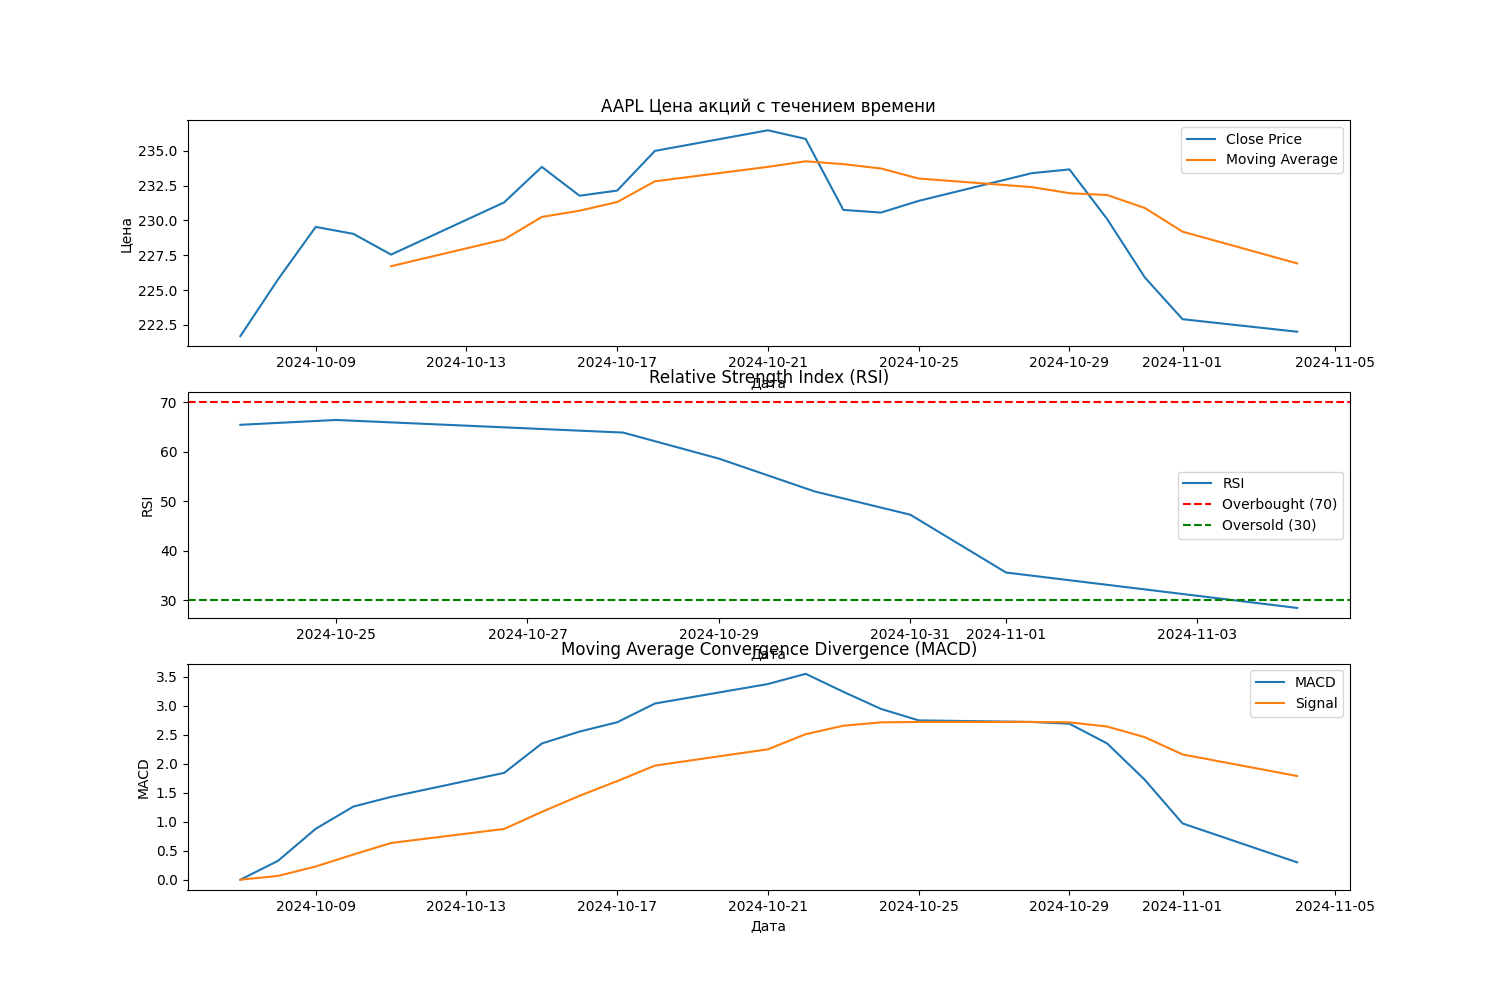 AAPL Цена акций с течением времени
Close Price
Moving Average
235.0
232.5
230.0
227.5
225.0
222.5
Цена
2024-10-09 2024-10-13 2024-10-17 2024-10-21 2024-10-25 2024-10-29 2024-11-01 2024-11-05
Дата
Relative Strength Index (RSI)
70
60
50
40
30
RSI
RSI
Overbought (70)
Oversold (30)
2024-10-25 2024-10-27 2024-10-29 2024-10-31 2024-11-01 2024-11-03
Дата
Moving Average Convergence Divergence (MACD)
MACD
Signal
3.5
3.0
2.5
2.0
1.5
1.0
0.5
0.0
MACD
2024-10-09 2024-10-13 2024-10-17 2024-10-21 2024-10-25 2024-10-29 2024-11-01 2024-11-05
Дата